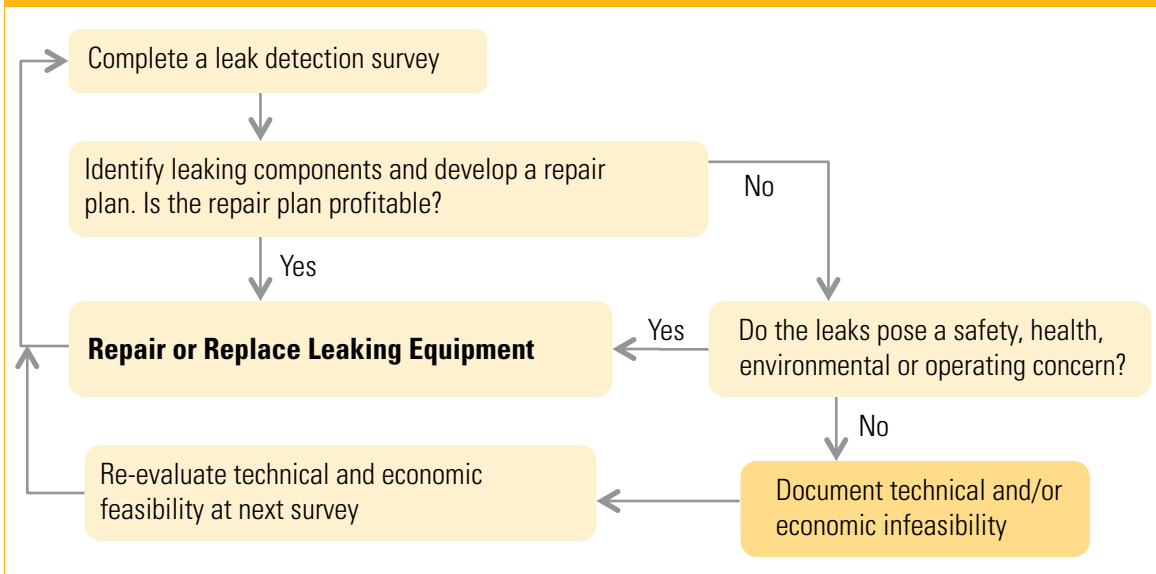 Complete a leak detection survey
Identify leaking components and develop a repair
plan. Is the repair plan profitable?
No
Yes
Repair or Replace Leaking Equipment
Yes
Do the leaks pose a safety, health,
environmental or operating concern?
No
Re-evaluate technical and economic
feasibility at next survey
Document technical and/or
economic infeasibility